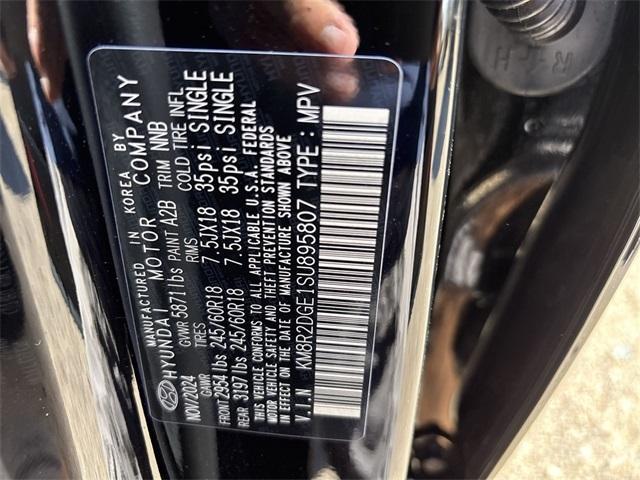 MANUFACTURED IN KOREA BY
HYUNDAI MOTOR COMPANY
NOV/2024 GVWR 5871lbs PAINT A2B TRIM NNB
GAWR TIRES RMS COLD TIRE INFL
FRONT 2954lbs 245/60R18 7.5JX18 35psi SINGLE
REAR 3197lbs 245/60R18 7.5JX18 35psi SINGLE
THIS VEHICLE CONFORMS TO ALL APPLICABLE U.S.A. FEDERAL
MOTOR VEHICLE SAFETY AND THEFT PREVENTION STANDARDS
IN EFFECT ON THE DATE OF MANUFACTURE SHOWN ABOVE
V.I.N : KM8R2DGE1SU895807 TYPE : MPV